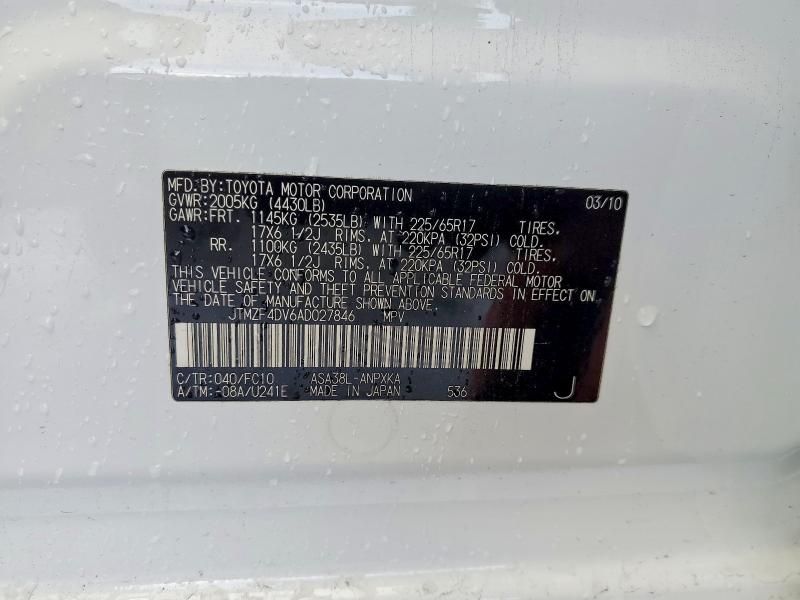 MFD.BY:TOYOTA MOTOR CORPORATION 03/10
GVWR:2005KG (4430LB)
GAWR:FRT. 1145KG (2535LB) WITH 225/65R17 TIRES.
17X6 1/2J RIMS. AT 220KPA (32PSI) COLD.
RR. 1100KG (2435LB) WITH 225/65R17 TIRES.
17X6 1/2J RIMS. AT 220KPA (32PSI) COLD.
THIS VEHICLE CONFORMS TO ALL APPLICABLE FEDERAL MOTOR
VEHICLE SAFETY AND THEFT PREVENTION STANDARDS IN EFFECT ON
THE DATE OF MANUFACTURE SHOWN ABOVE.
JTMZF4DV6AD027846 MPV
C/TR:040/FC10 ASA38L-ANPXKA
A/TM:-08A/U241E MADE IN JAPAN 536 J